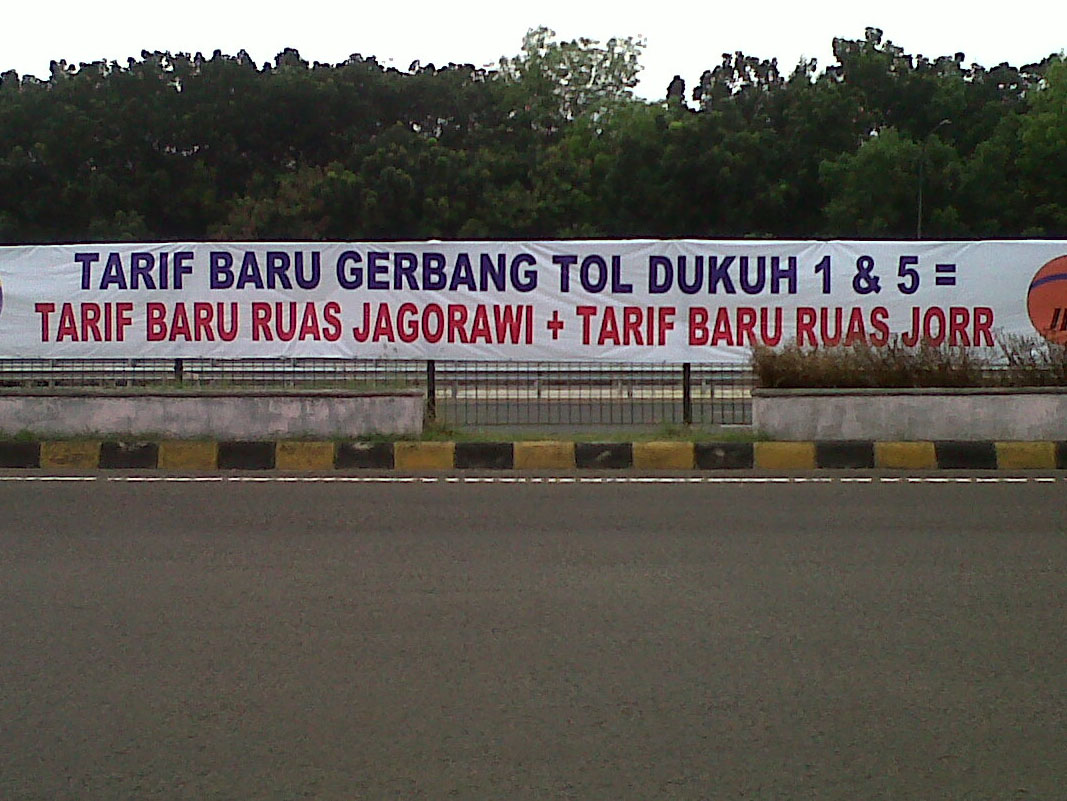 TARIF BARU GERBANG TOL DUKUH 1 & 5 =
TARIF BARU RUAS JAGORAWI + TARIF BARU RUAS JORR